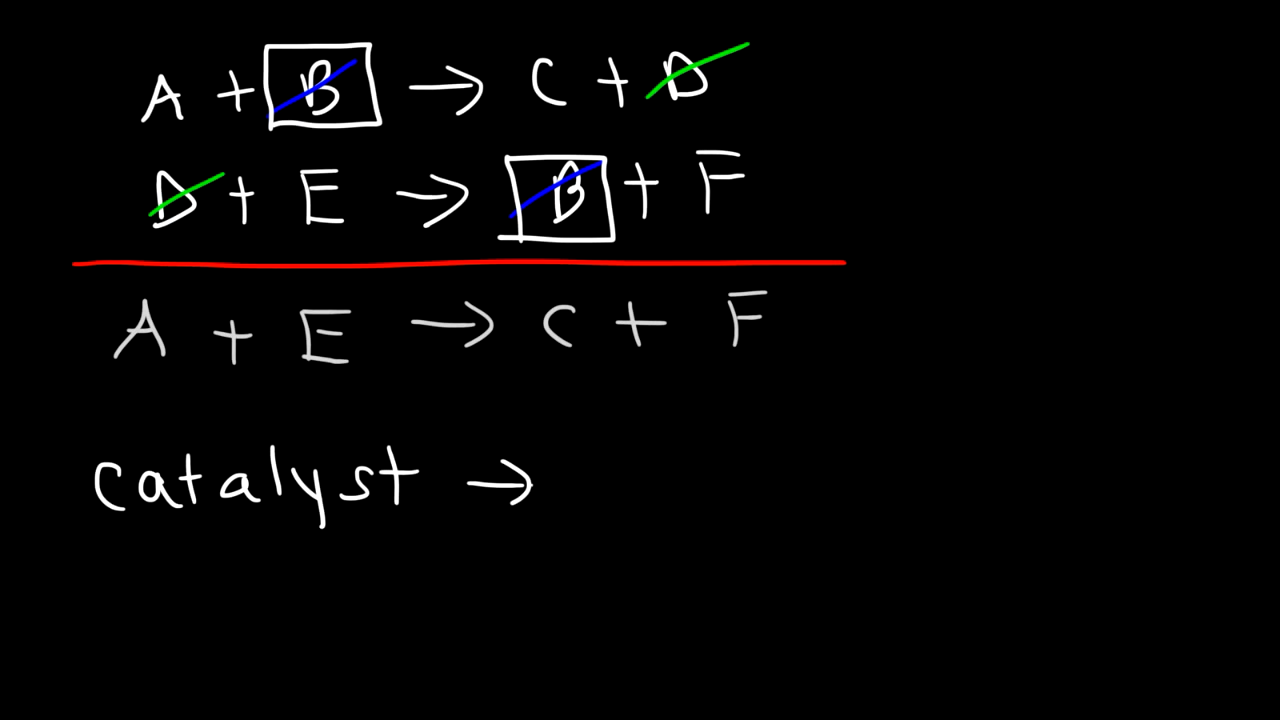 A + B → C + D
D + E → B + F
A + E → C + F
catalyst →